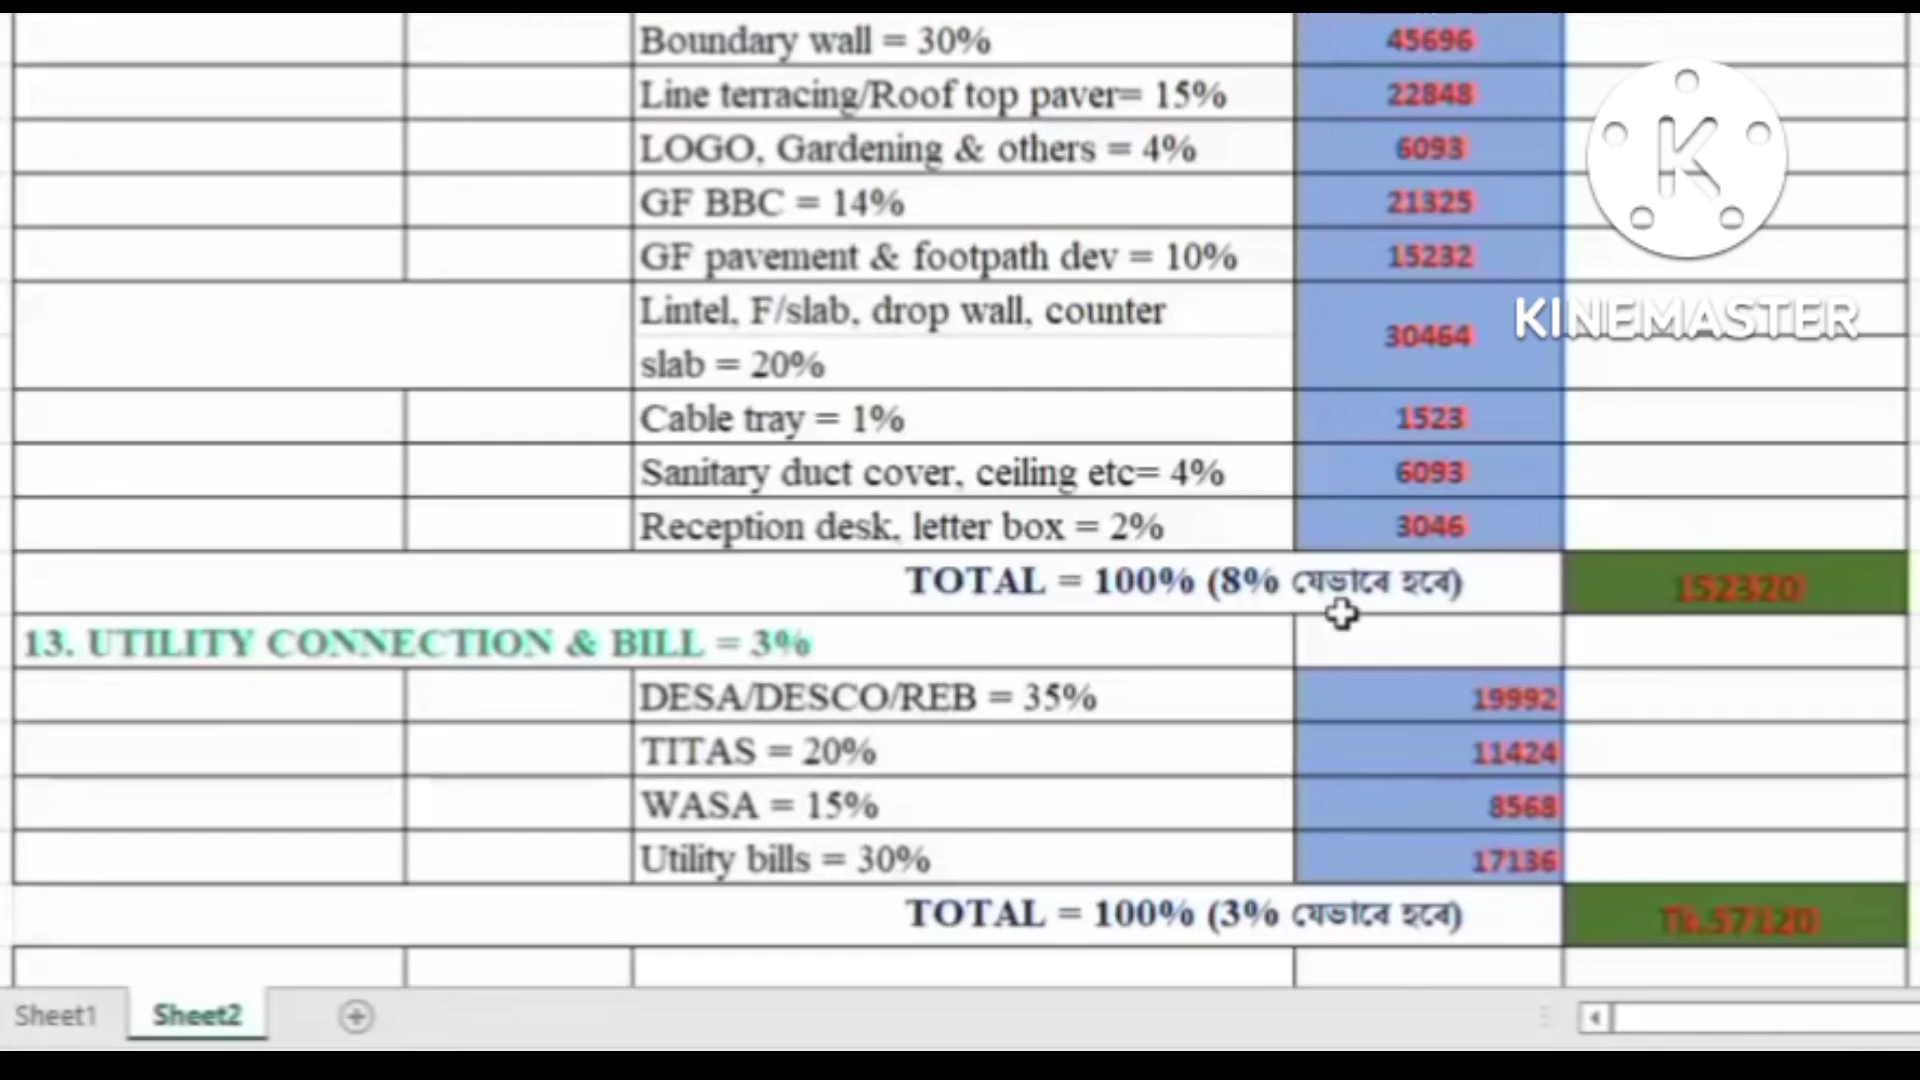 Boundary wall = 30% 45696
Line terracing/Roof top paver= 15% 22848
LOGO, Gardening & others = 4% 6093
GF BBC = 14% 21325
GF pavement & footpath dev = 10% 15232
Lintel, F/slab, drop wall, counter
slab = 20% 30464
KINEMASTER
Cable tray = 1% 1523
Sanitary duct cover, ceiling etc= 4% 6093
Reception desk, letter box = 2% 3046
TOTAL = 100% (8% যেভাবে হবে) 152320
13. UTILITY CONNECTION & BILL = 3%
DESA/DESCO/REB = 35% 19992
TITAS = 20% 11424
WASA = 15% 8568
Utility bills = 30% 17136
TOTAL = 100% (3% যেভাবে হবে) Tk.57120
Sheet1 Sheet2